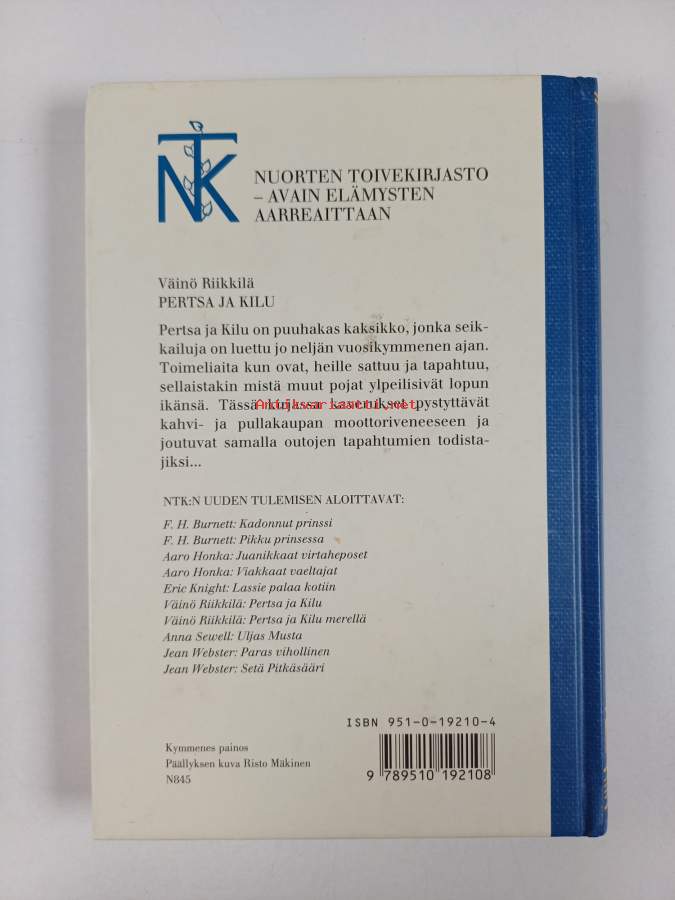 NTK
NUORTEN TOIVEKIRJASTO
– AVAIN ELÄMYSTEN
AARREAITTAAN
Väinö Riikkilä
PERTSA JA KILU
Pertsa ja Kilu on puuhakas kaksikko, jonka seik-
kailuja on luettu jo neljän vuosikymmenen ajan.
Toimeliaita kun ovat, heille sattuu ja tapahtuu,
sellaistakin mistä muut pojat ylpeilisivät lopun
ikänsä. Tässä kirjassa kaverukset pystyttävät
Antikvariaattori.net
kahvi- ja pullakaupan moottoriveneeseen ja
joutuvat samalla outojen tapahtumien todista-
jiksi...
NTK:N UUDEN TULEMISEN ALOITTAVAT:
F. H. Burnett: Kadonnut prinssi
F. H. Burnett: Pikku prinsessa
Aaro Honka: Juanikkaat virtaheposet
Aaro Honka: Viakkaat vaeltajat
Eric Knight: Lassie palaa kotiin
Väinö Riikkilä: Pertsa ja Kilu
Väinö Riikkilä: Pertsa ja Kilu merellä
Anna Sewell: Uljas Musta
Jean Webster: Paras vihollinen
Jean Webster: Setä Pitkäsääri
ISBN 951-0-19210-4
Kymmenes painos
Päällyksen kuva Risto Mäkinen
N845
9 789510 192108